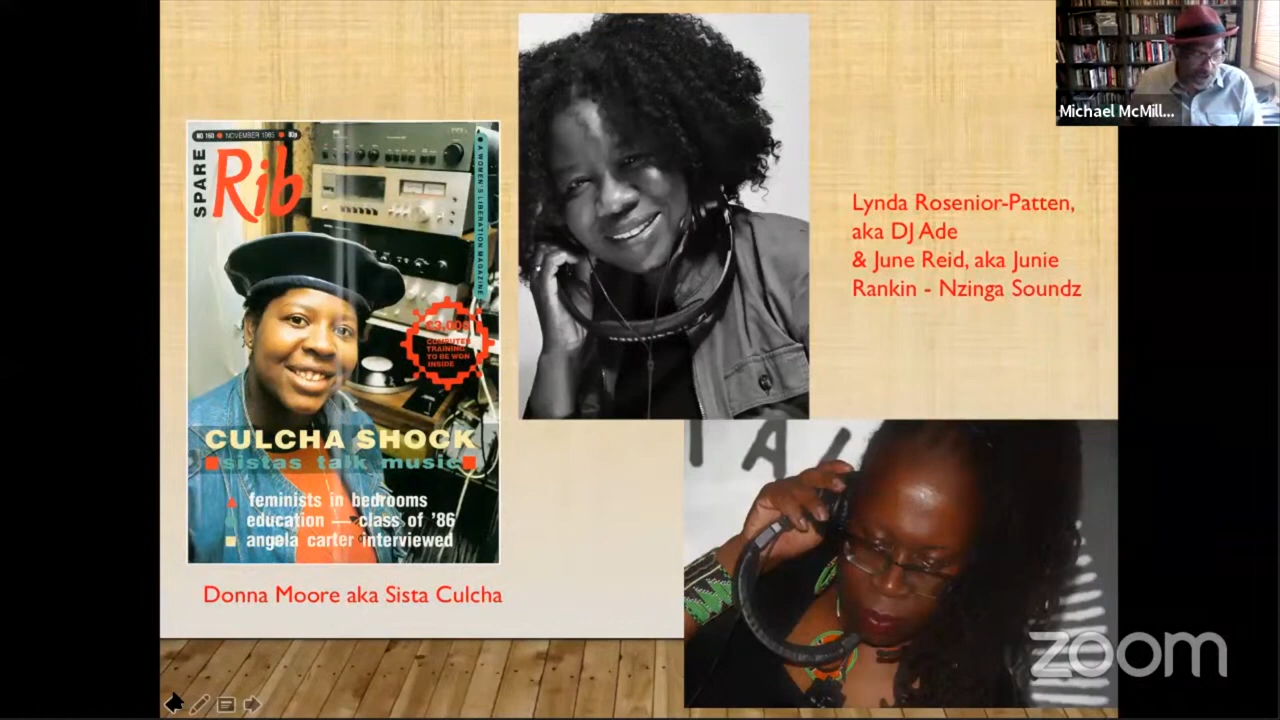 NO 160 • NOVEMBER 1985 • 80p
SPARE
Rib
A WOMEN'S LIBERATION MAGAZINE
COMPUTER
TRAINING
TO BE WON
INSIDE
CULCHA SHOCK
sistas talk music
feminists in bedrooms
education — class of '86
angela carter interviewed
Donna Moore aka Sista Culcha
Lynda Rosenior-Patten,
aka DJ Ade
& June Reid, aka Junie
Rankin - Nzinga Soundz
Michael McMill...
zoom